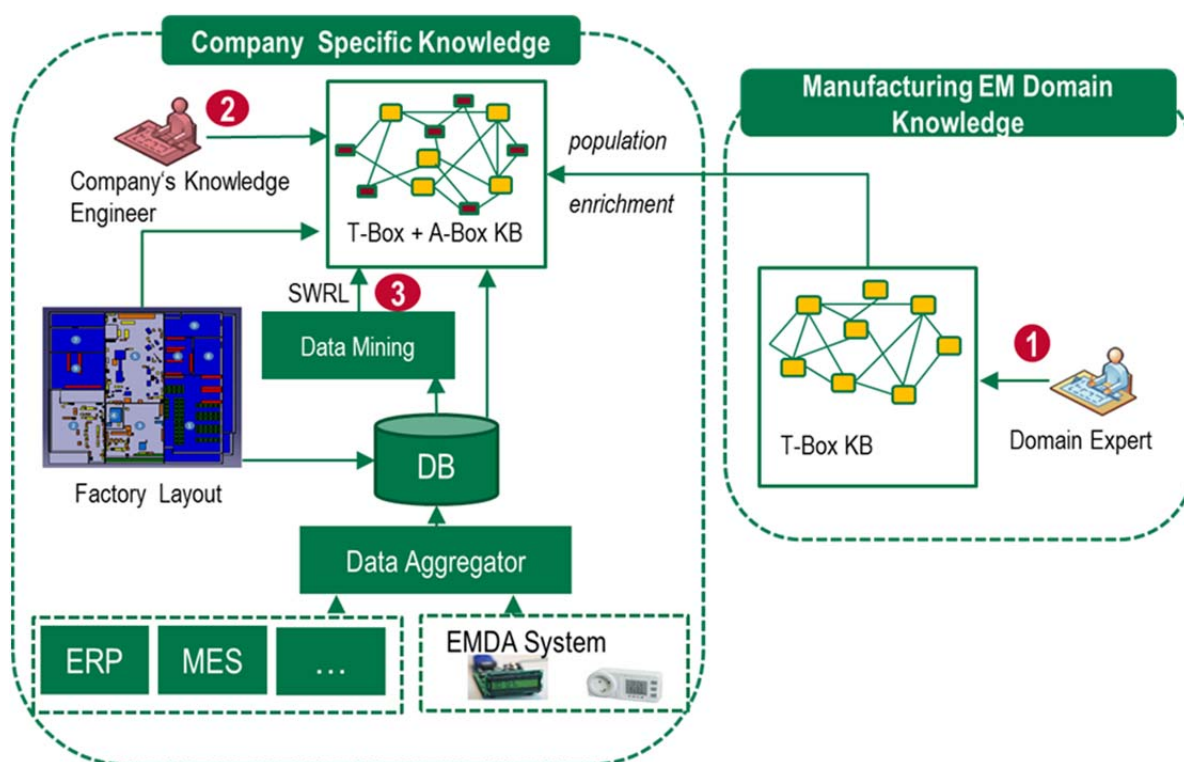 Company Specific Knowledge
Manufacturing EM Domain
Knowledge
2
Company's Knowledge
Engineer
population
enrichment
T-Box + A-Box KB
SWRL
3
Data Mining
1
T-Box KB
Domain Expert
Factory Layout
DB
Data Aggregator
ERP
MES
...
EMDA System